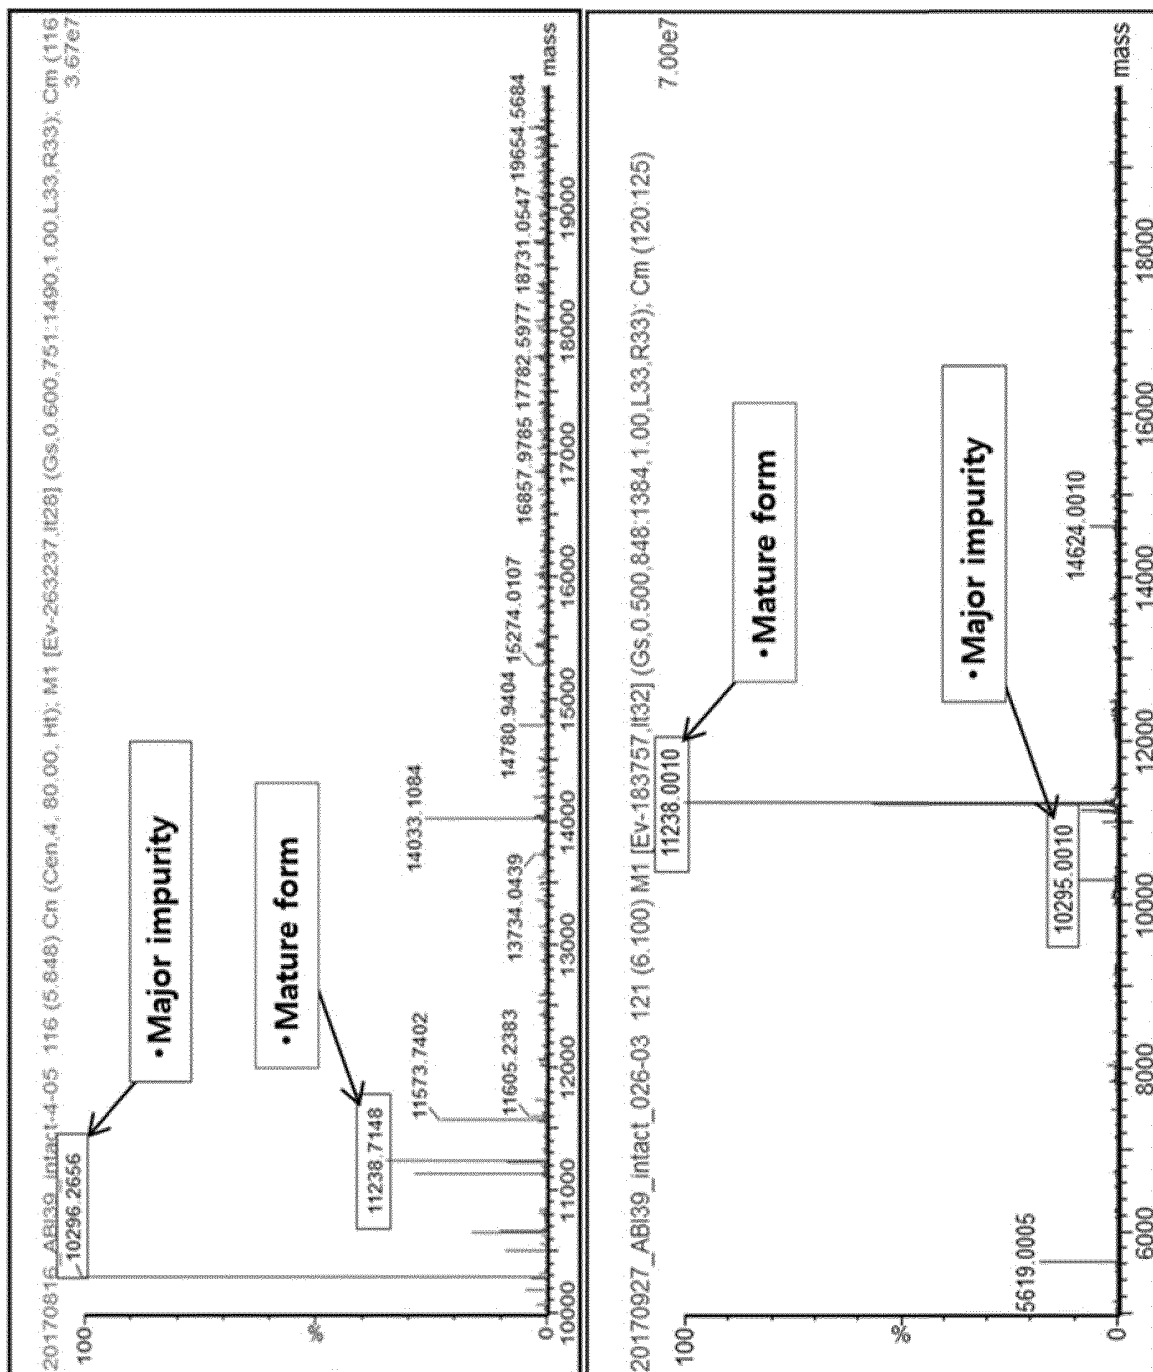 20170816_ABI39_intact-4-05 116 (5.848) Cn (Cen,4, 80.00, Ht); M1 [Ev-263237,It28] (Gs,0.600,751:1490,1.00,L33,R33); Cm (116
3.67e7
100
10296.2656
•Major impurity
•Mature form
%
11238.7148
11573.7402
14033.1084
11605.2383
13734.0439
14780.9404
15274.0107
16857.9785
17782.5977
18731.0547
19654.5684
0
mass
10000 11000 12000 13000 14000 15000 16000 17000 18000 19000
20170927_ABI39_intact_026-03 121 (6.100) M1 [Ev-183757,It32] (Gs,0.500,848:1384,1.00,L33,R33); Cm (120:125)
7.00e7
100
11238.0010
•Mature form
%
•Major impurity
10295.0010
5619.0005
14624.0010
0
mass
6000 8000 10000 12000 14000 16000 18000